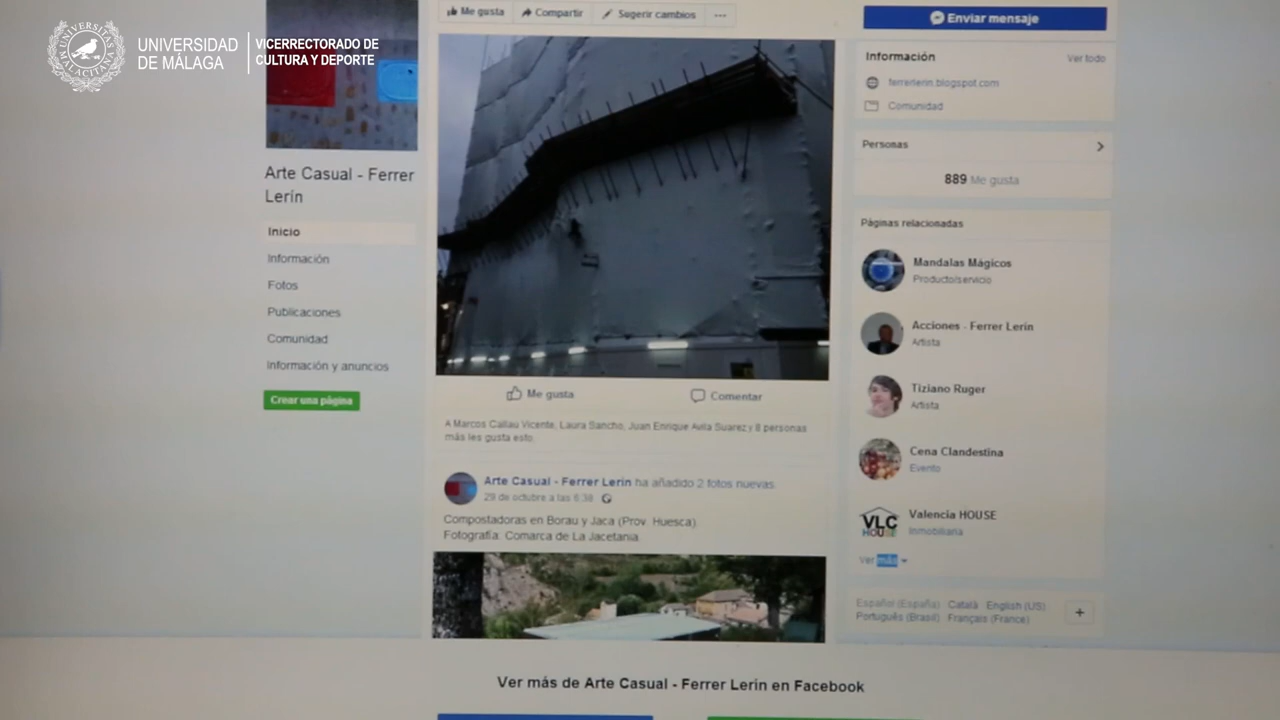 UNIVERSIDAD
DE MÁLAGA
VICERRECTORADO DE
CULTURA Y DEPORTE
Me gusta
Compartir
Sugerir cambios
Enviar mensaje
Información
Ver todo
ferrerlerin.blogspot.com
Comunidad
Personas
889 Me gusta
Arte Casual - Ferrer
Lerín
Inicio
Información
Fotos
Publicaciones
Comunidad
Información y anuncios
Crear una página
Me gusta
Comentar
A Marcos Callau Vicente, Laura Sancho, Juan Enrique Avila Suarez y 8 personas
más les gusta esto.
Arte Casual - Ferrer Lerín ha añadido 2 fotos nuevas.
29 de octubre a las 6:38
Compostadoras en Borau y Jaca (Prov. Huesca).
Fotografía: Comarca de La Jacetania.
Páginas relacionadas
Mandalas Mágicos
Producto/servicio
Acciones - Ferrer Lerín
Artista
Tiziano Ruger
Artista
Cena Clandestina
Evento
VLC
HOUSE
Valencia HOUSE
Inmobiliaria
Ver más
Español (España) Català English (US)
Português (Brasil) Français (France)
+
Ver más de Arte Casual - Ferrer Lerín en Facebook